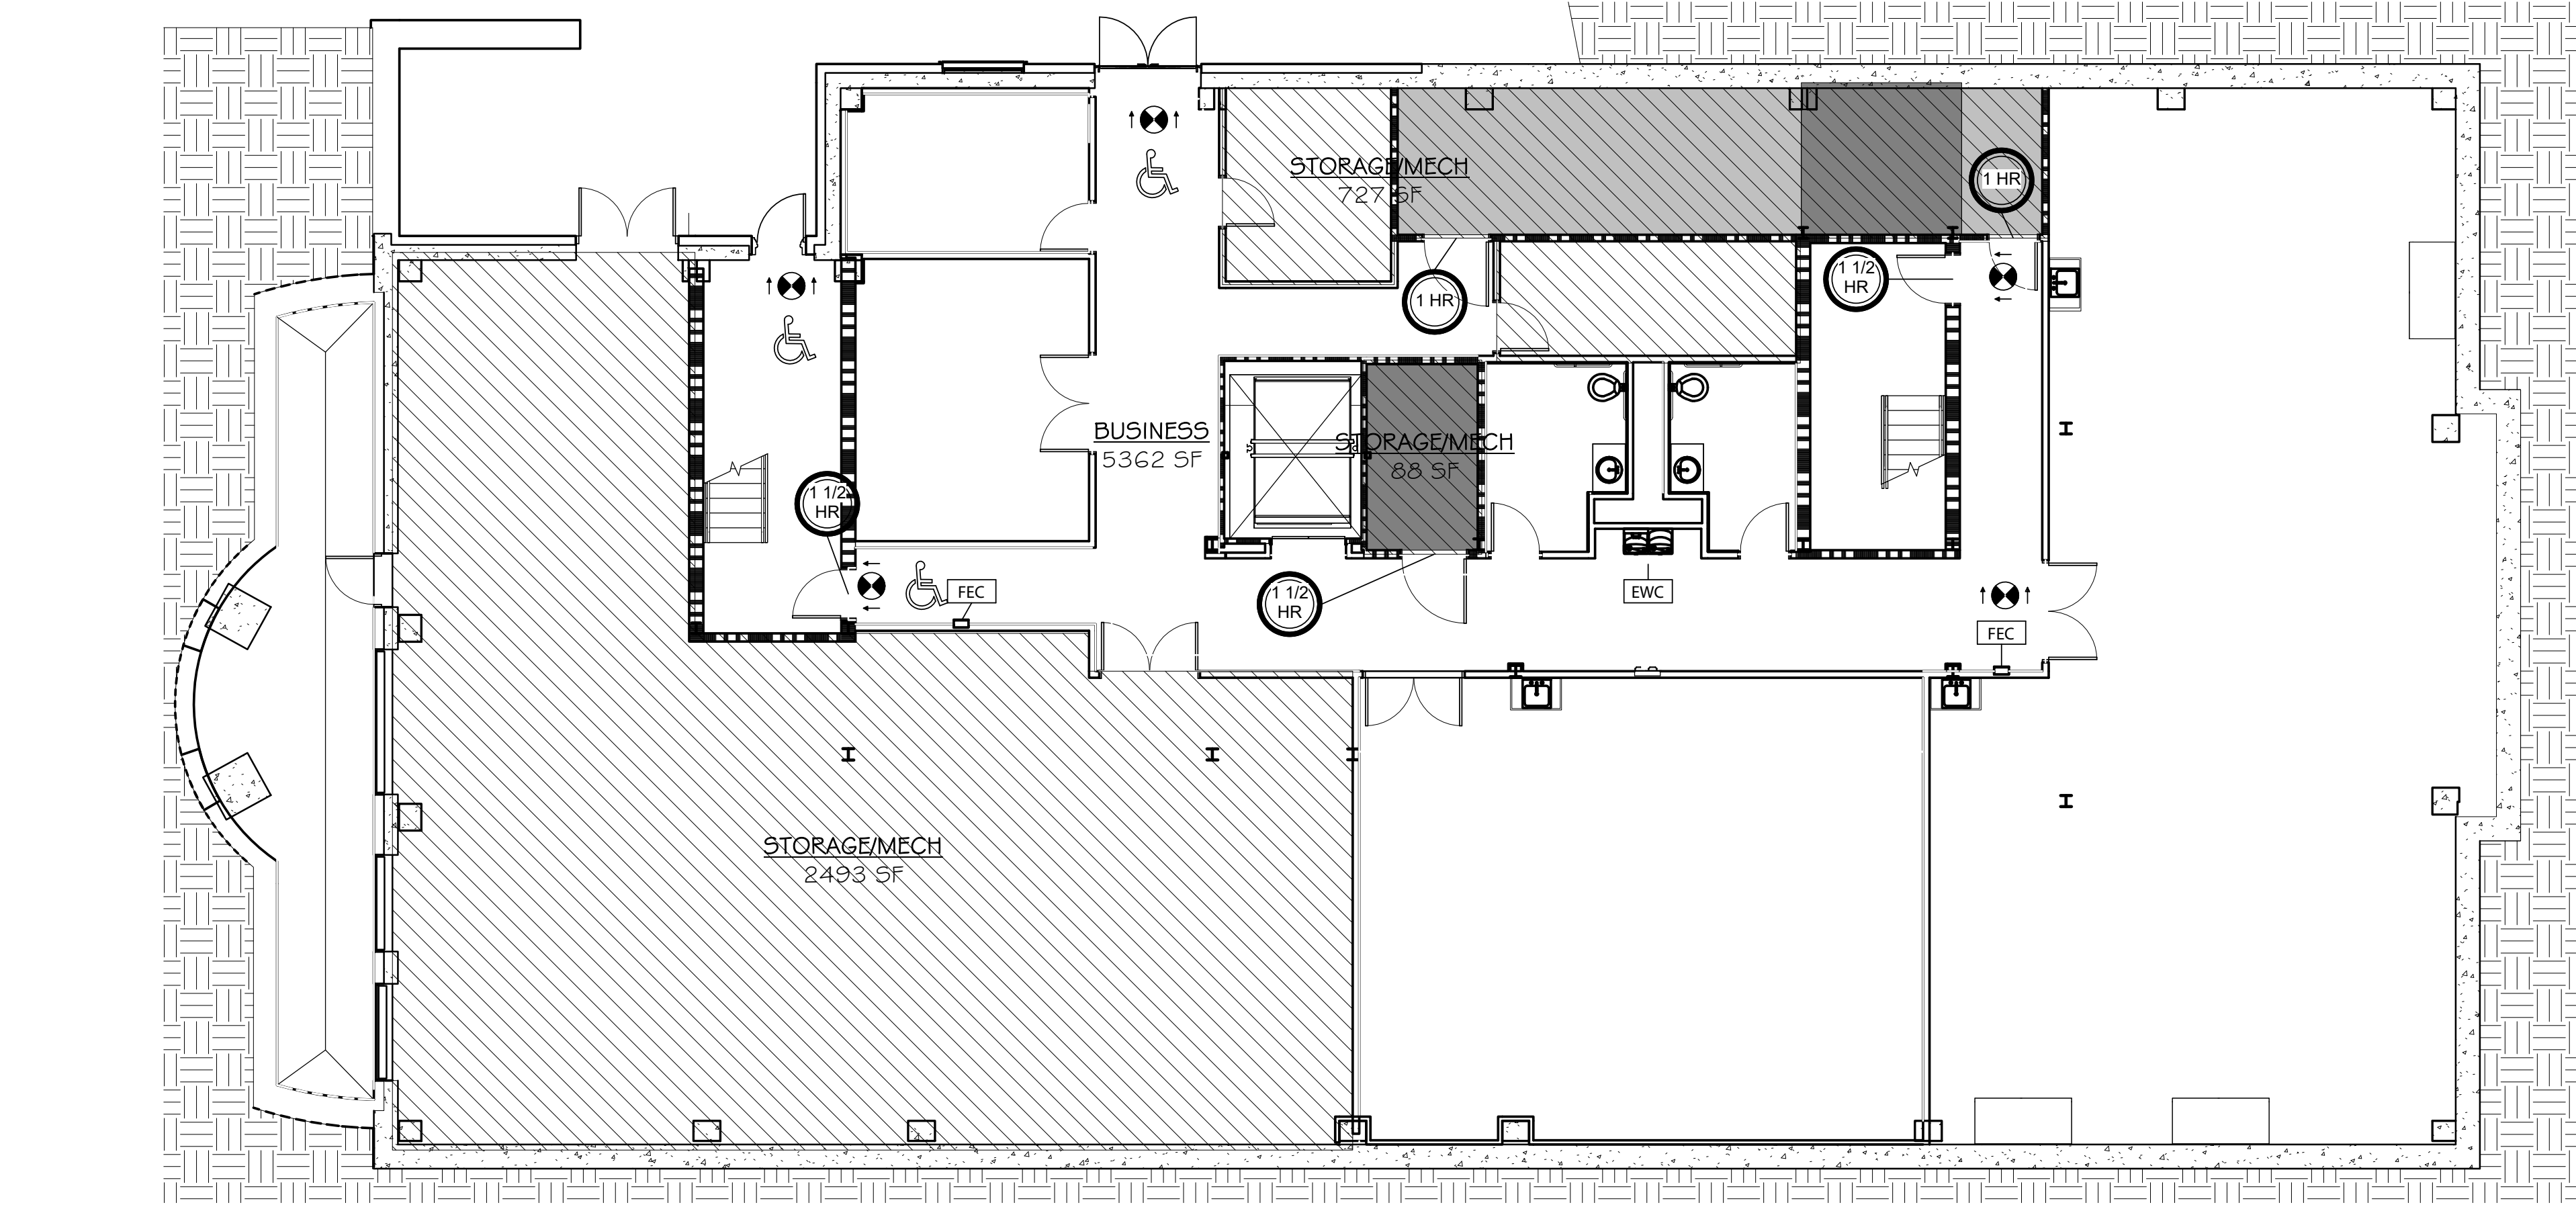 STORAGE/MECH
727 SF
1 HR
1 HR
1 1/2
HR
BUSINESS
5362 SF
STORAGE/MECH
88 SF
1 1/2
HR
FEC
1 1/2
HR
EWC
FEC
STORAGE/MECH
2493 SF